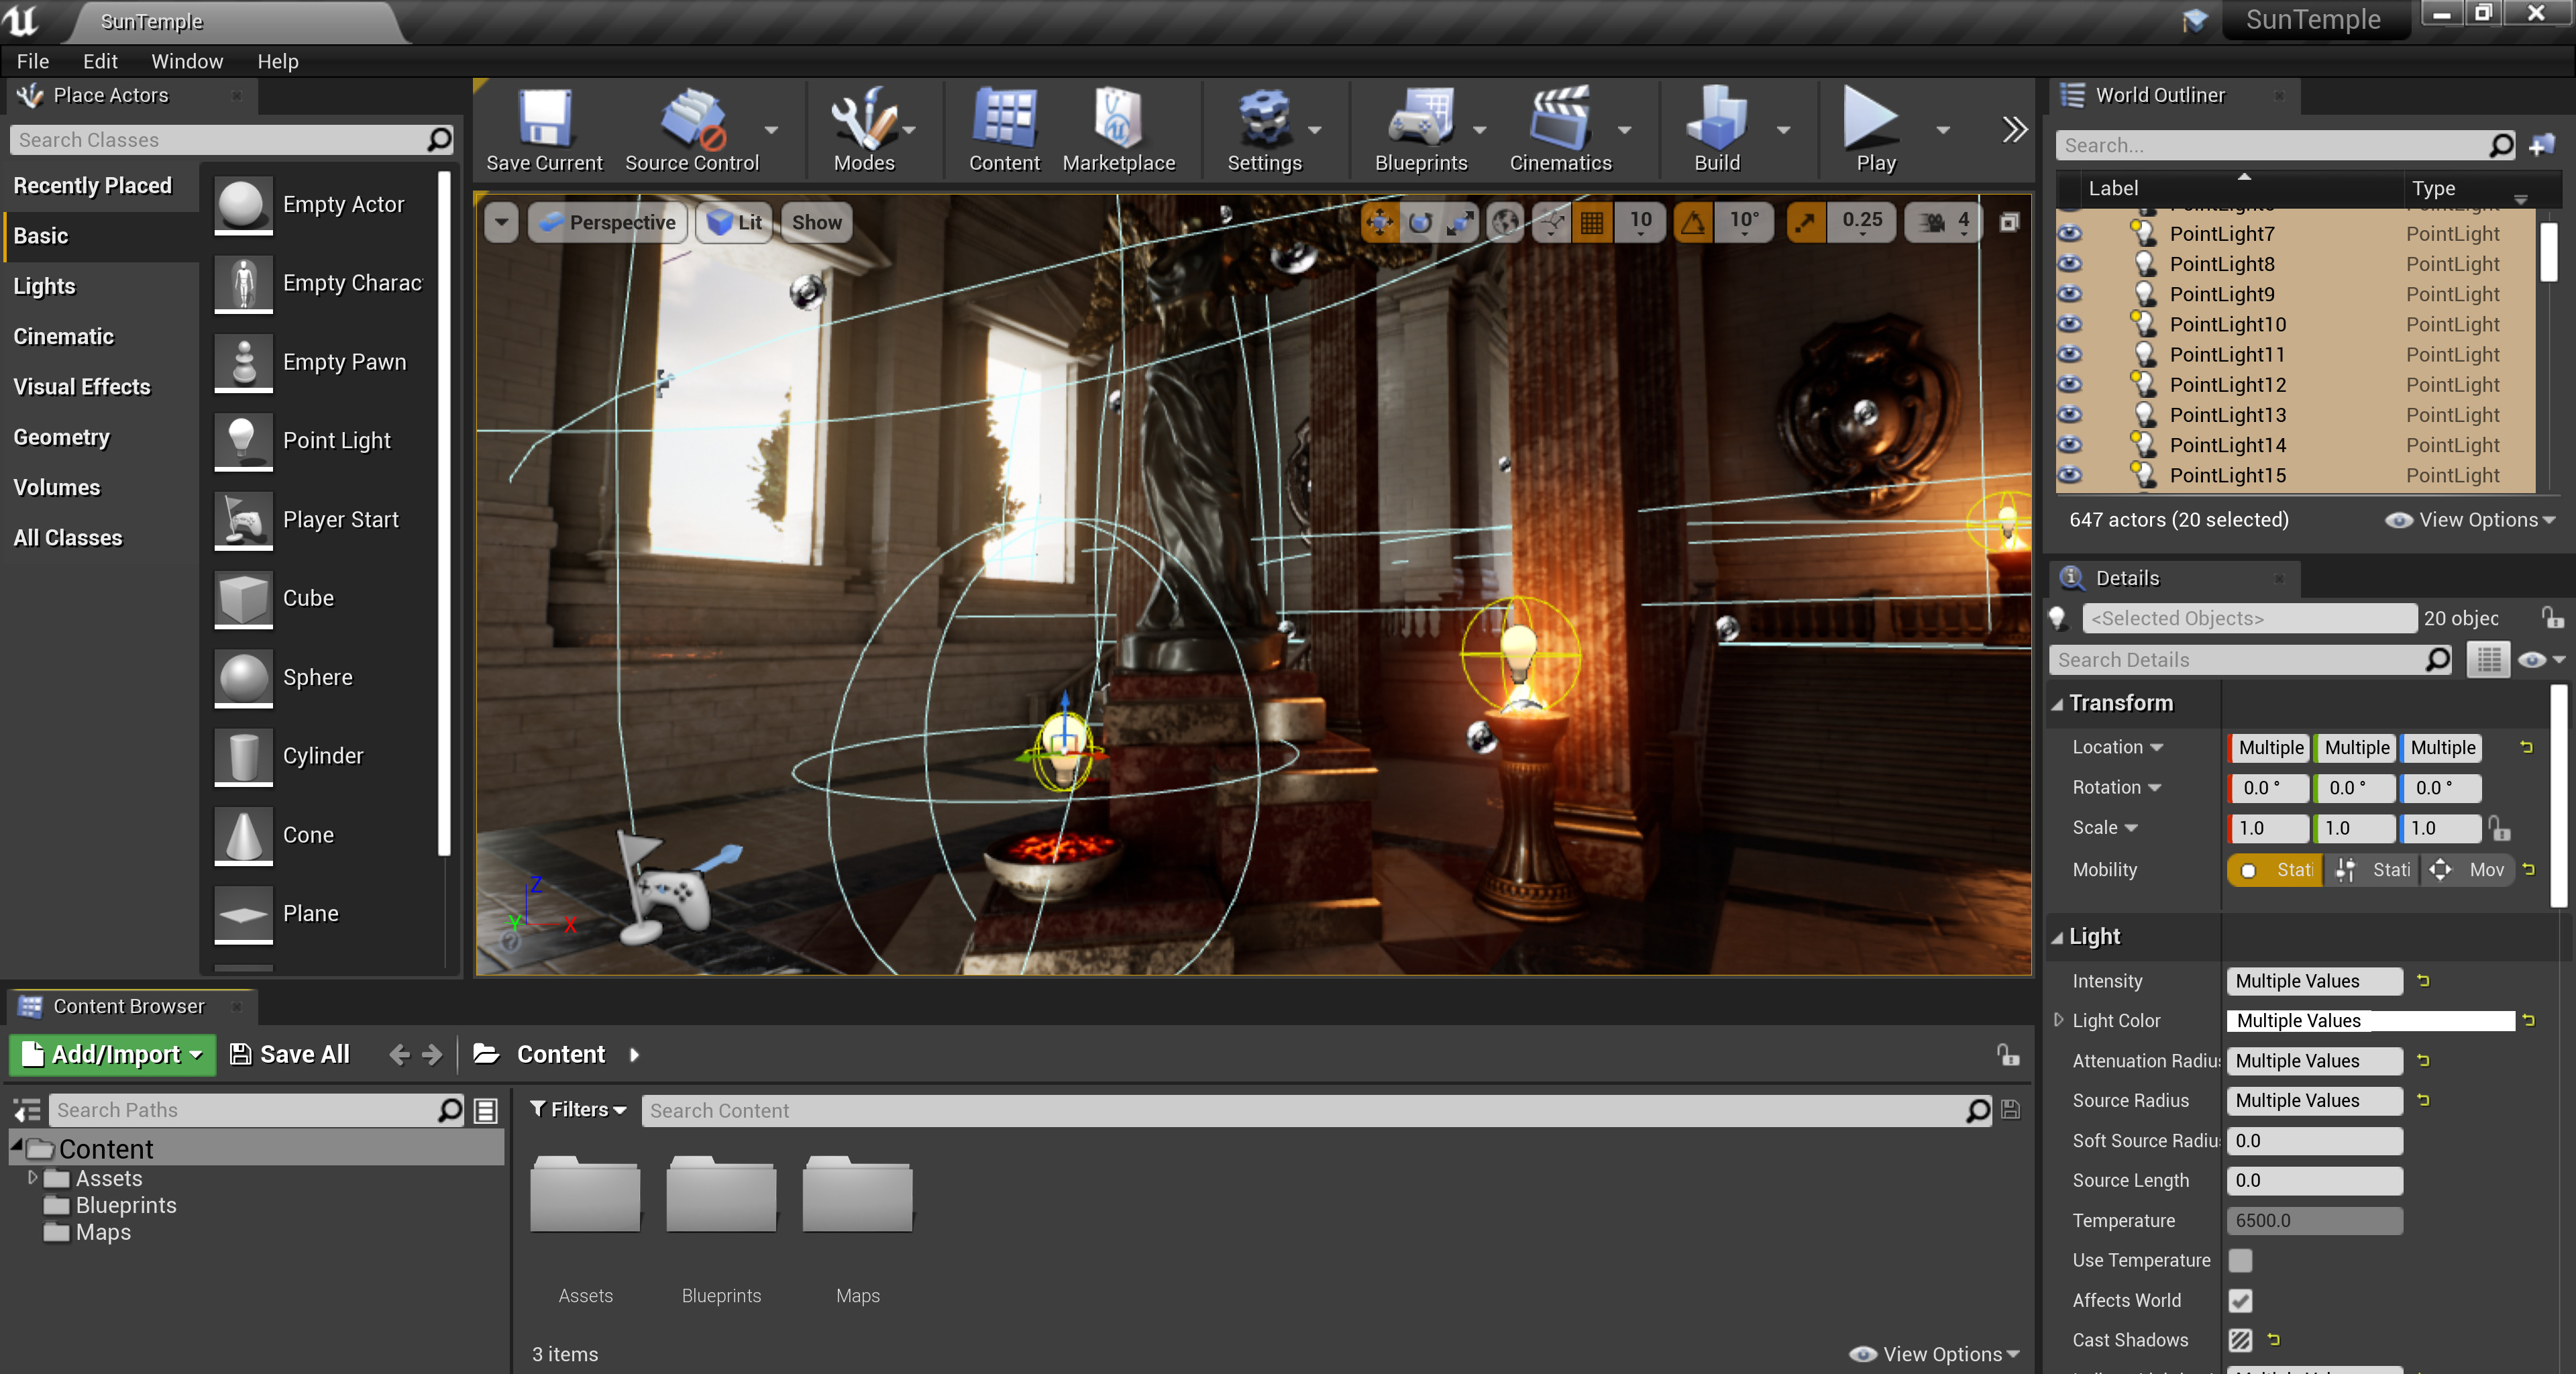 SunTemple
SunTemple
File Edit Window Help
Place Actors
Search Classes
Recently Placed
Basic
Lights
Cinematic
Visual Effects
Geometry
Volumes
All Classes
Empty Actor
Empty Charac
Empty Pawn
Point Light
Player Start
Cube
Sphere
Cylinder
Cone
Plane
Save Current
Source Control
Modes
Content
Marketplace
Settings
Blueprints
Cinematics
Build
Play
Perspective
Lit
Show
10
10°
0.25
4
Z
Y
X
World Outliner
Search...
Label Type
PointLight7 PointLight
PointLight8 PointLight
PointLight9 PointLight
PointLight10 PointLight
PointLight11 PointLight
PointLight12 PointLight
PointLight13 PointLight
PointLight14 PointLight
PointLight15 PointLight
647 actors (20 selected) View Options
Details
<Selected Objects> 20 objec
Search Details
Transform
Location Multiple Multiple Multiple
Rotation 0.0 ° 0.0 ° 0.0 °
Scale 1.0 1.0 1.0
Mobility Stati Stati Mov
Light
Intensity Multiple Values
Light Color Multiple Values
Attenuation Radiu Multiple Values
Source Radius Multiple Values
Soft Source Radiu 0.0
Source Length 0.0
Temperature 6500.0
Use Temperature
Affects World
Cast Shadows
Content Browser
Add/Import Save All Content
Search Paths
Content
Assets
Blueprints
Maps
Filters Search Content
Assets Blueprints Maps
3 items View Options